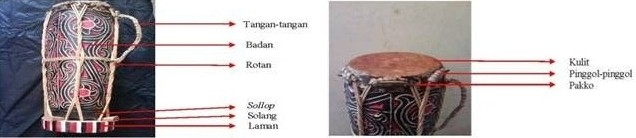 Tangan-tangan
Badan
Rotan
Sollop
Solang
Laman
Kulit
Pinggol-pinggol
Pakko